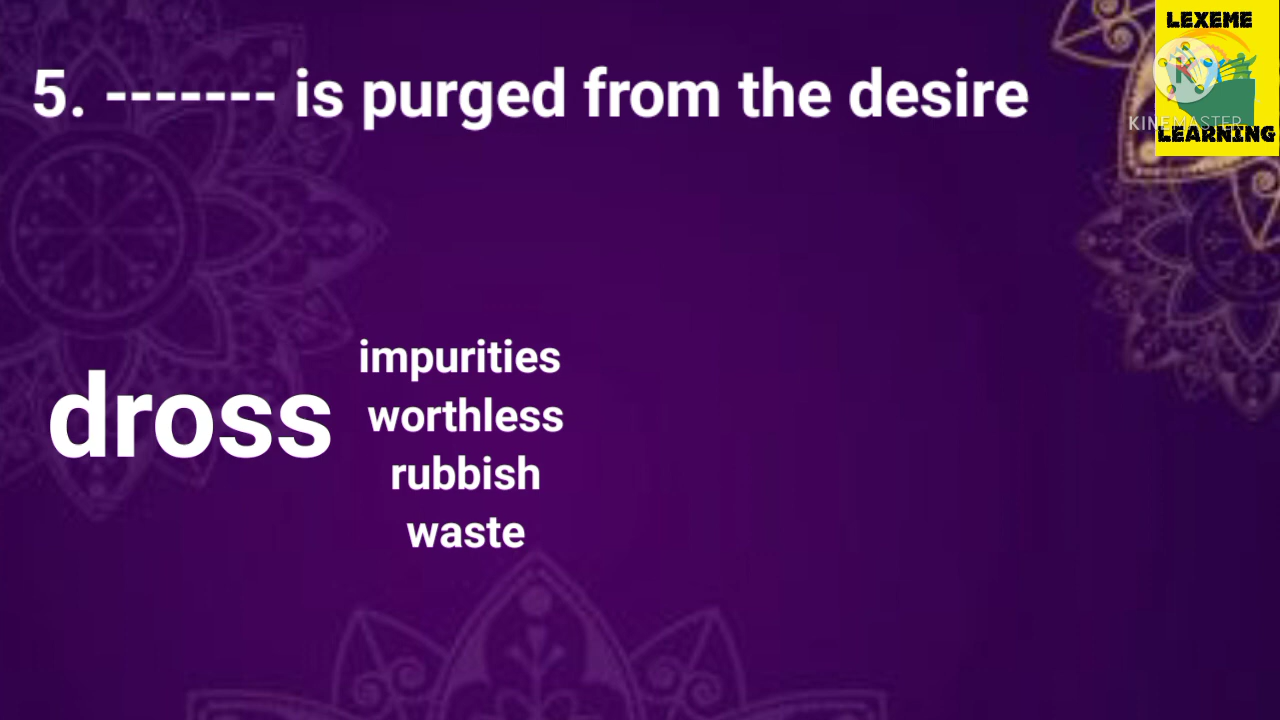 5. ------- is purged from the desire
LEXEME
K
KINEMASTER
LEARNING
dross
impurities
worthless
rubbish
waste